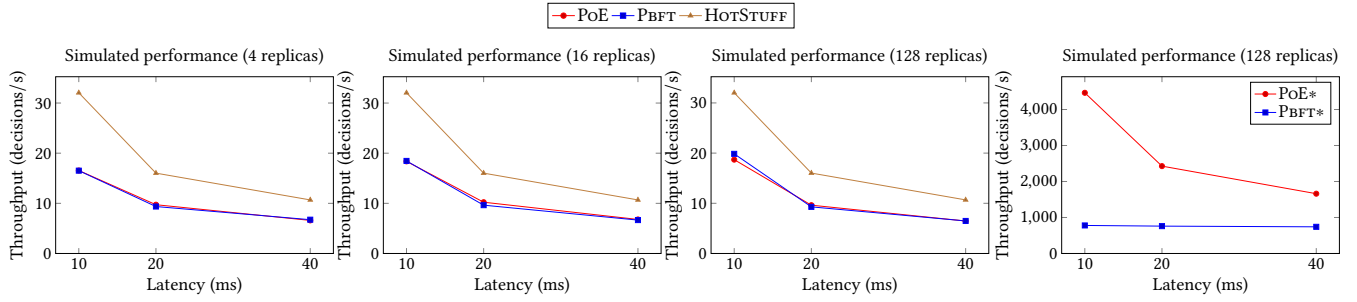 PoE PBFT HOTSTUFF
Simulated performance (4 replicas)
Throughput (decisions/s)
30
20
10
0
10 20 40
Latency (ms)
Simulated performance (16 replicas)
Throughput (decisions/s)
30
20
10
0
10 20 40
Latency (ms)
Simulated performance (128 replicas)
Throughput (decisions/s)
30
20
10
0
10 20 40
Latency (ms)
Simulated performance (128 replicas)
Throughput (decisions/s)
PoE*
PBFT*
4,000
3,000
2,000
1,000
0
10 20 40
Latency (ms)